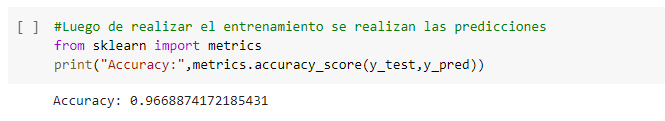 [ ] #Luego de realizar el entrenamiento se realizan las predicciones
from sklearn import metrics
print("Accuracy:",metrics.accuracy_score(y_test,y_pred))
Accuracy: 0.9668874172185431